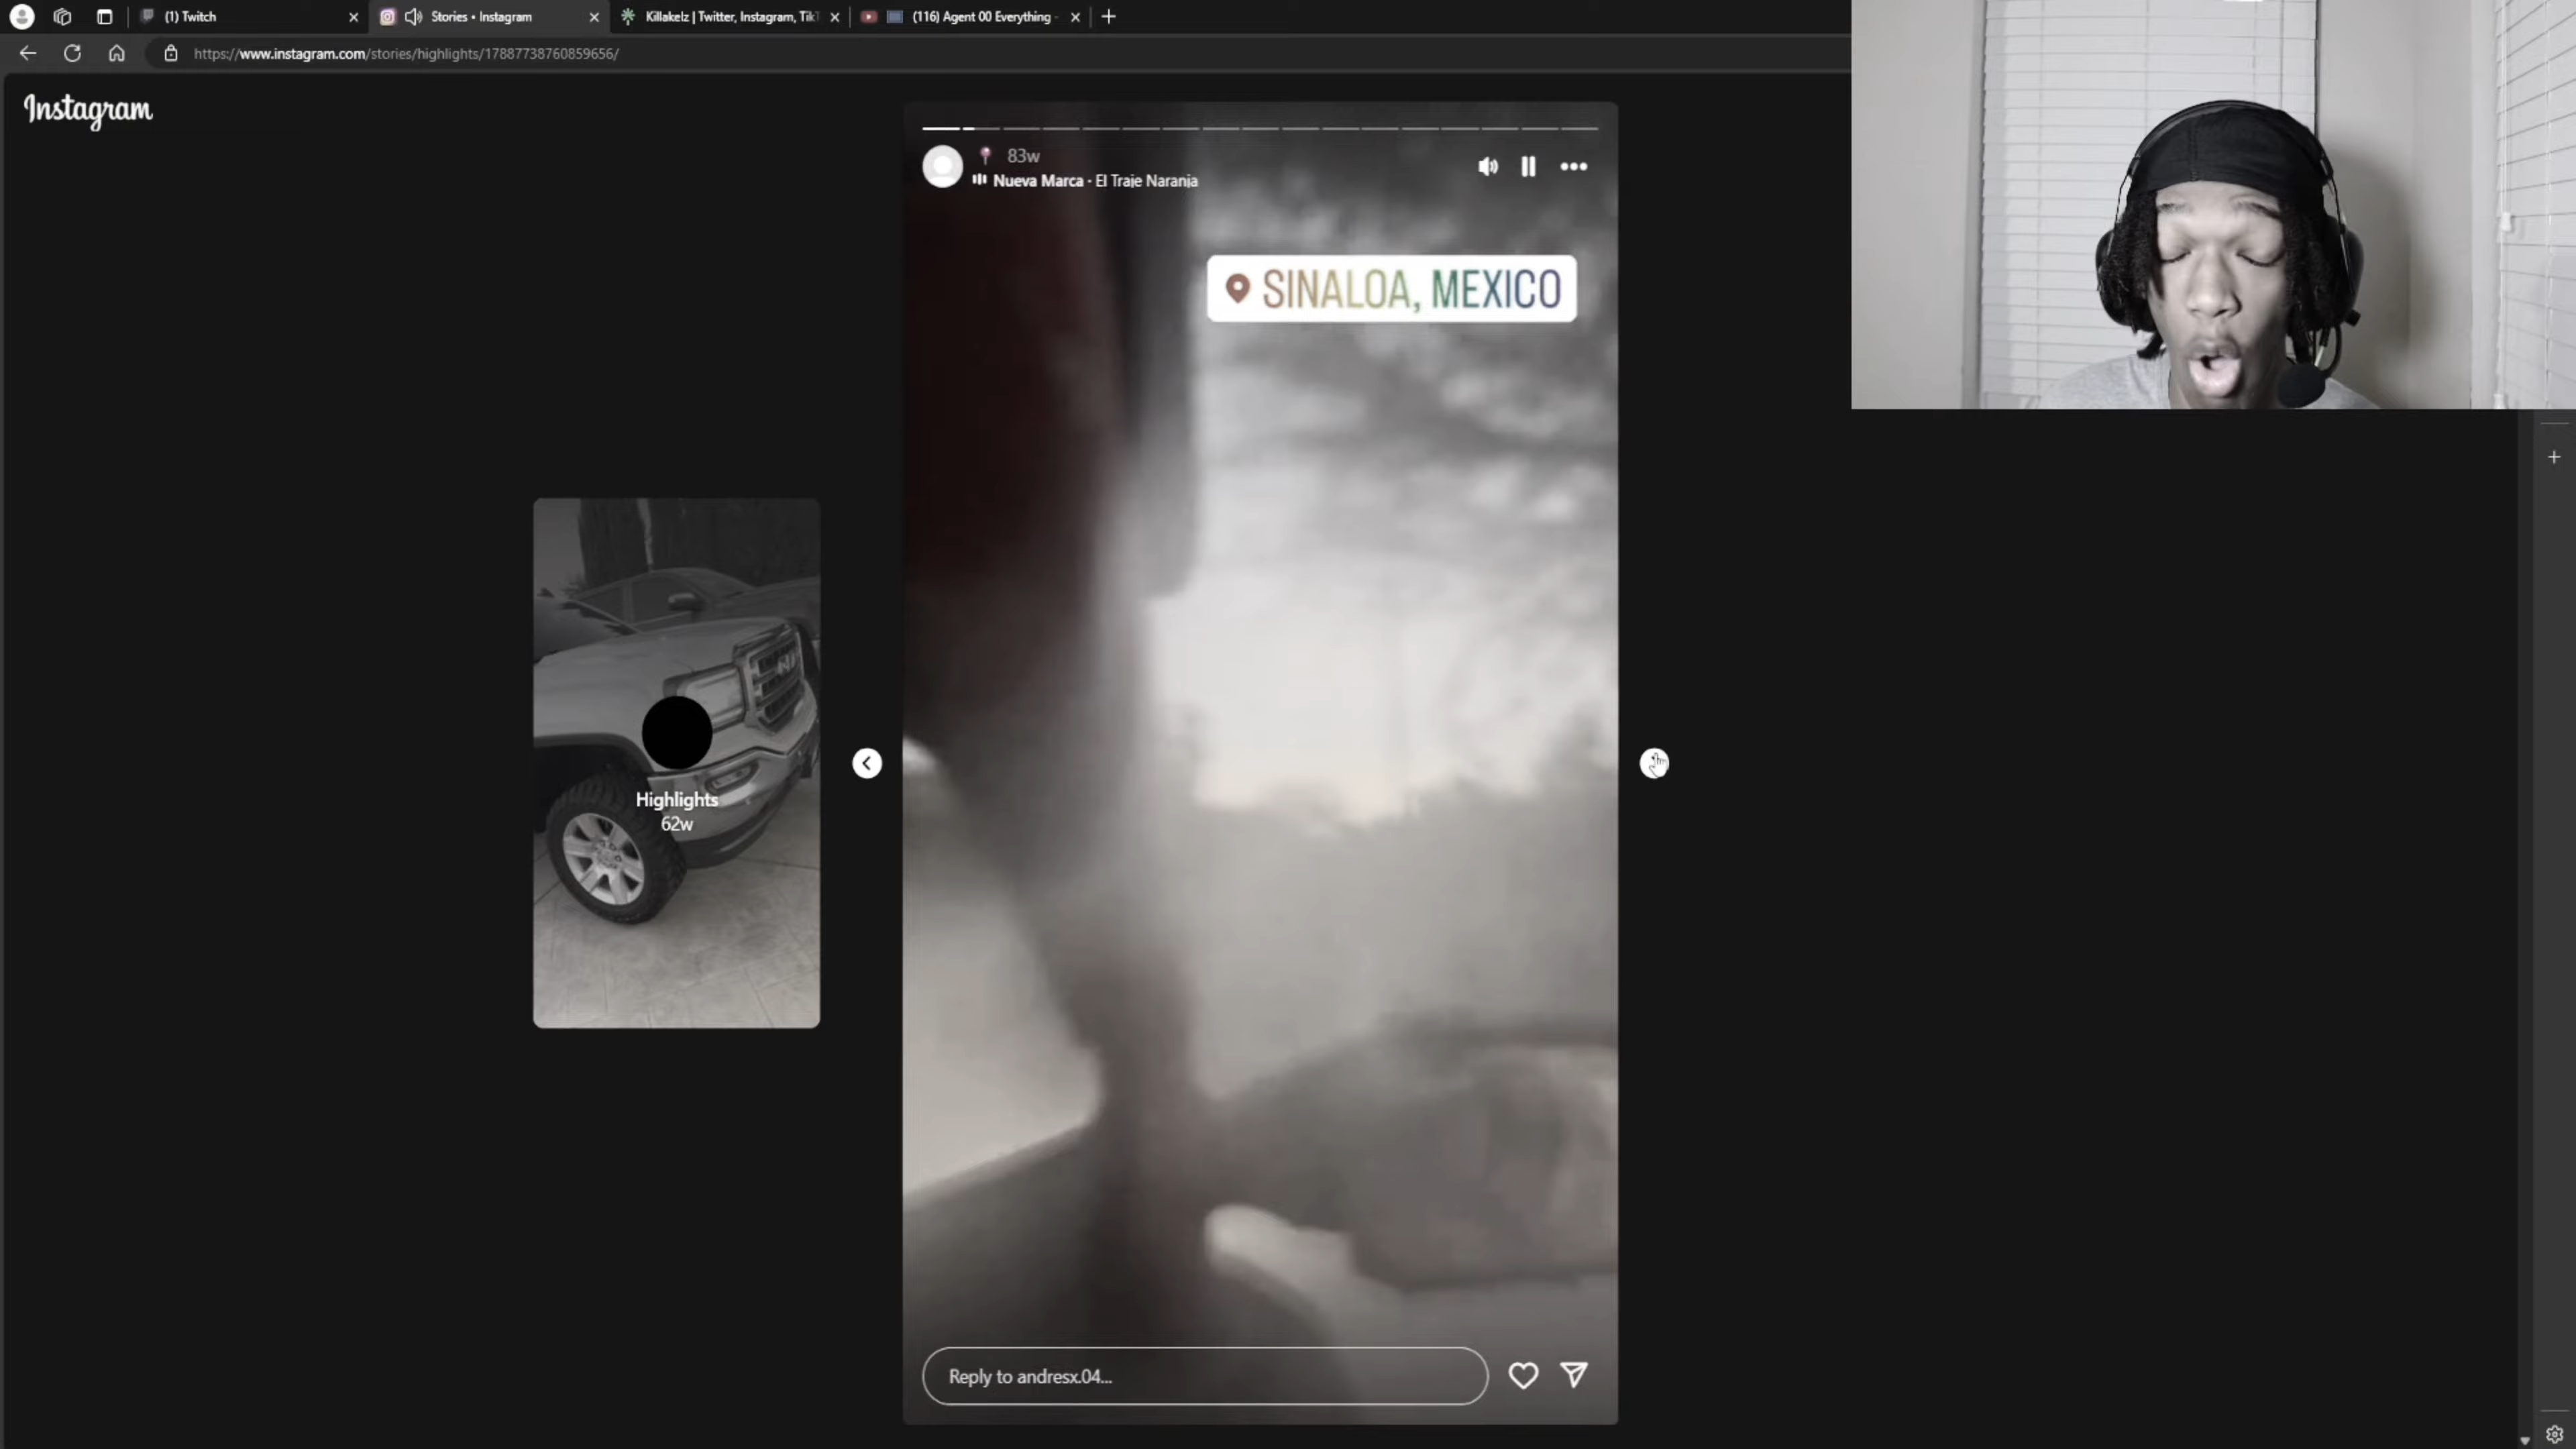 (1) Twitch
Stories • Instagram
Killakelz | Twitter, Instagram, TikT
(116) Agent 00 Everything -
https://www.instagram.com/stories/highlights/17887738760859656/
Instagram
83w
Nueva Marca · El Traje Naranja
SINALOA, MEXICO
Highlights
62w
Reply to andresx.04...